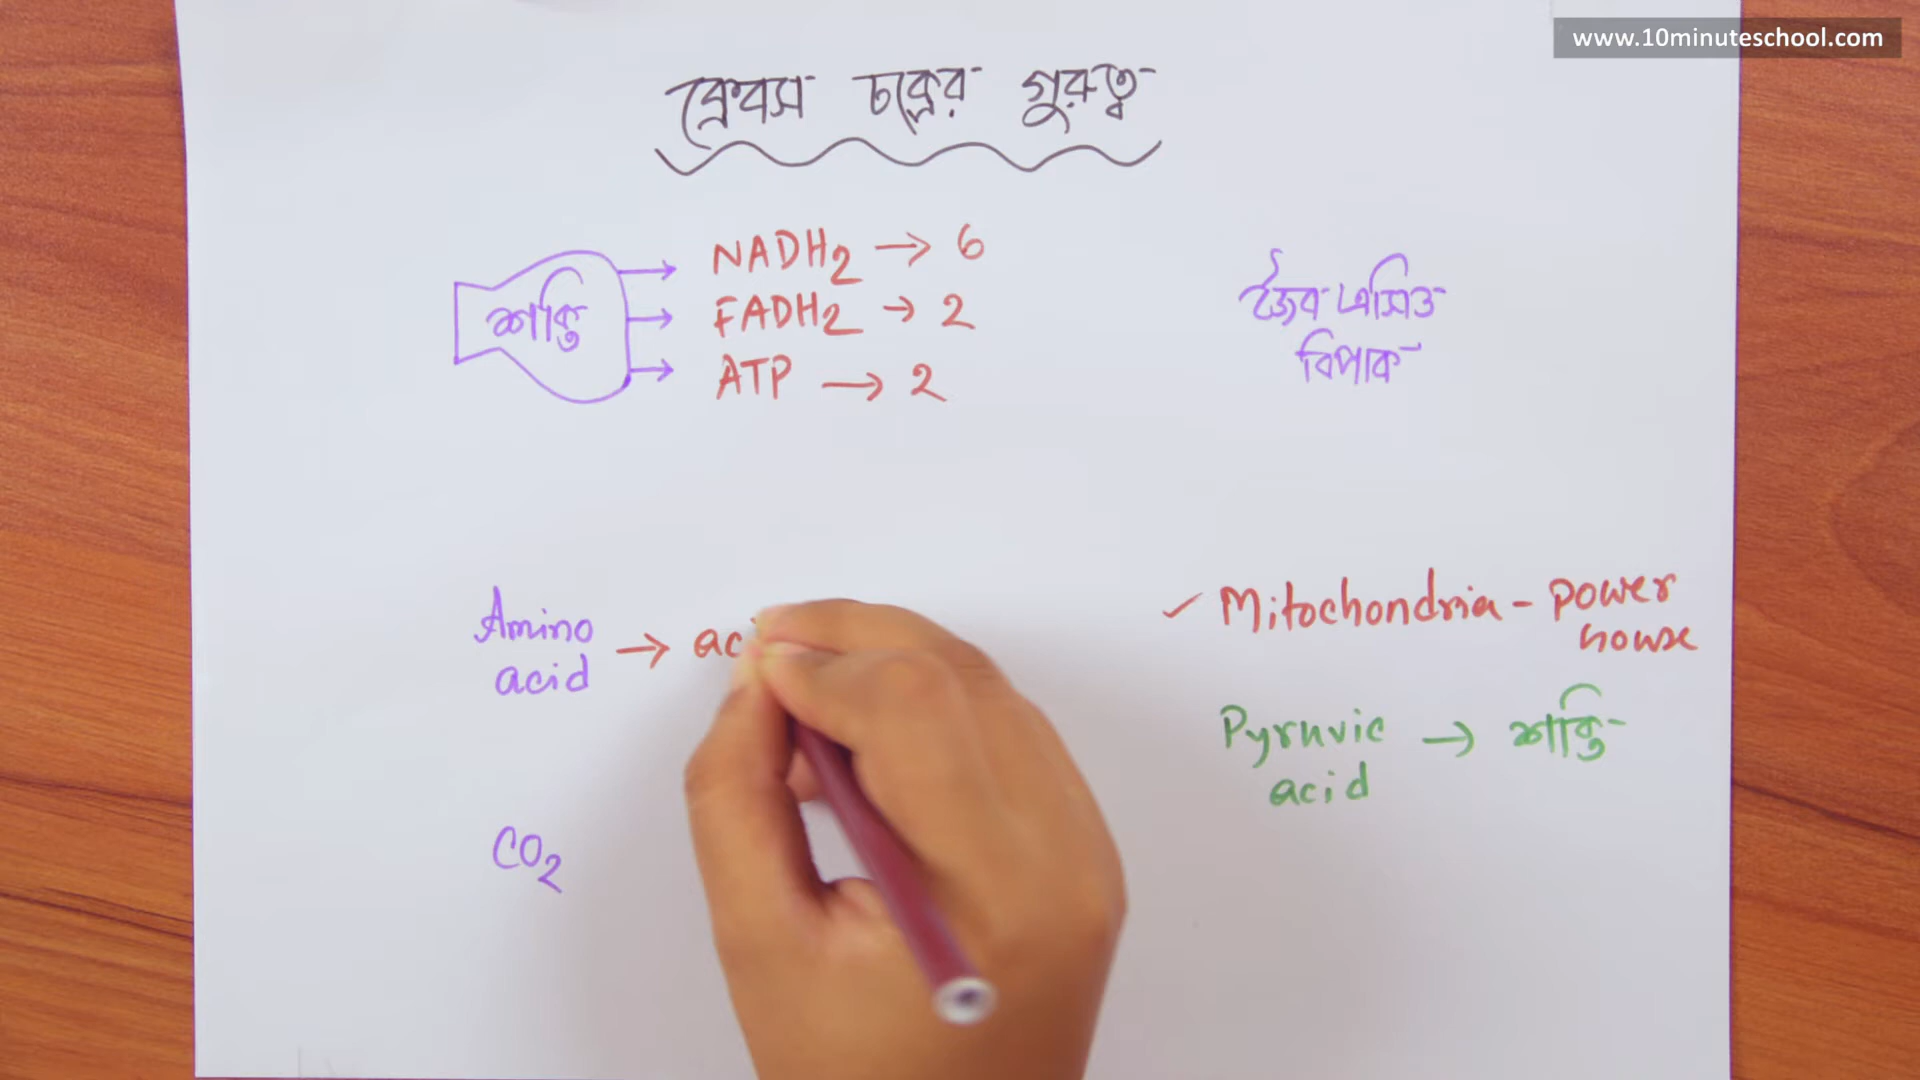 www.10minuteschool.com
ক্রেবস চক্রের গুরুত্ব
শক্তি
NADH2 → 6
FADH2 → 2
ATP → 2
জৈব এসিড
বিপাক
Amino
acid
→ aci
CO2
✓ Mitochondria - Power
house
Pyruvic
acid
→ শক্তি